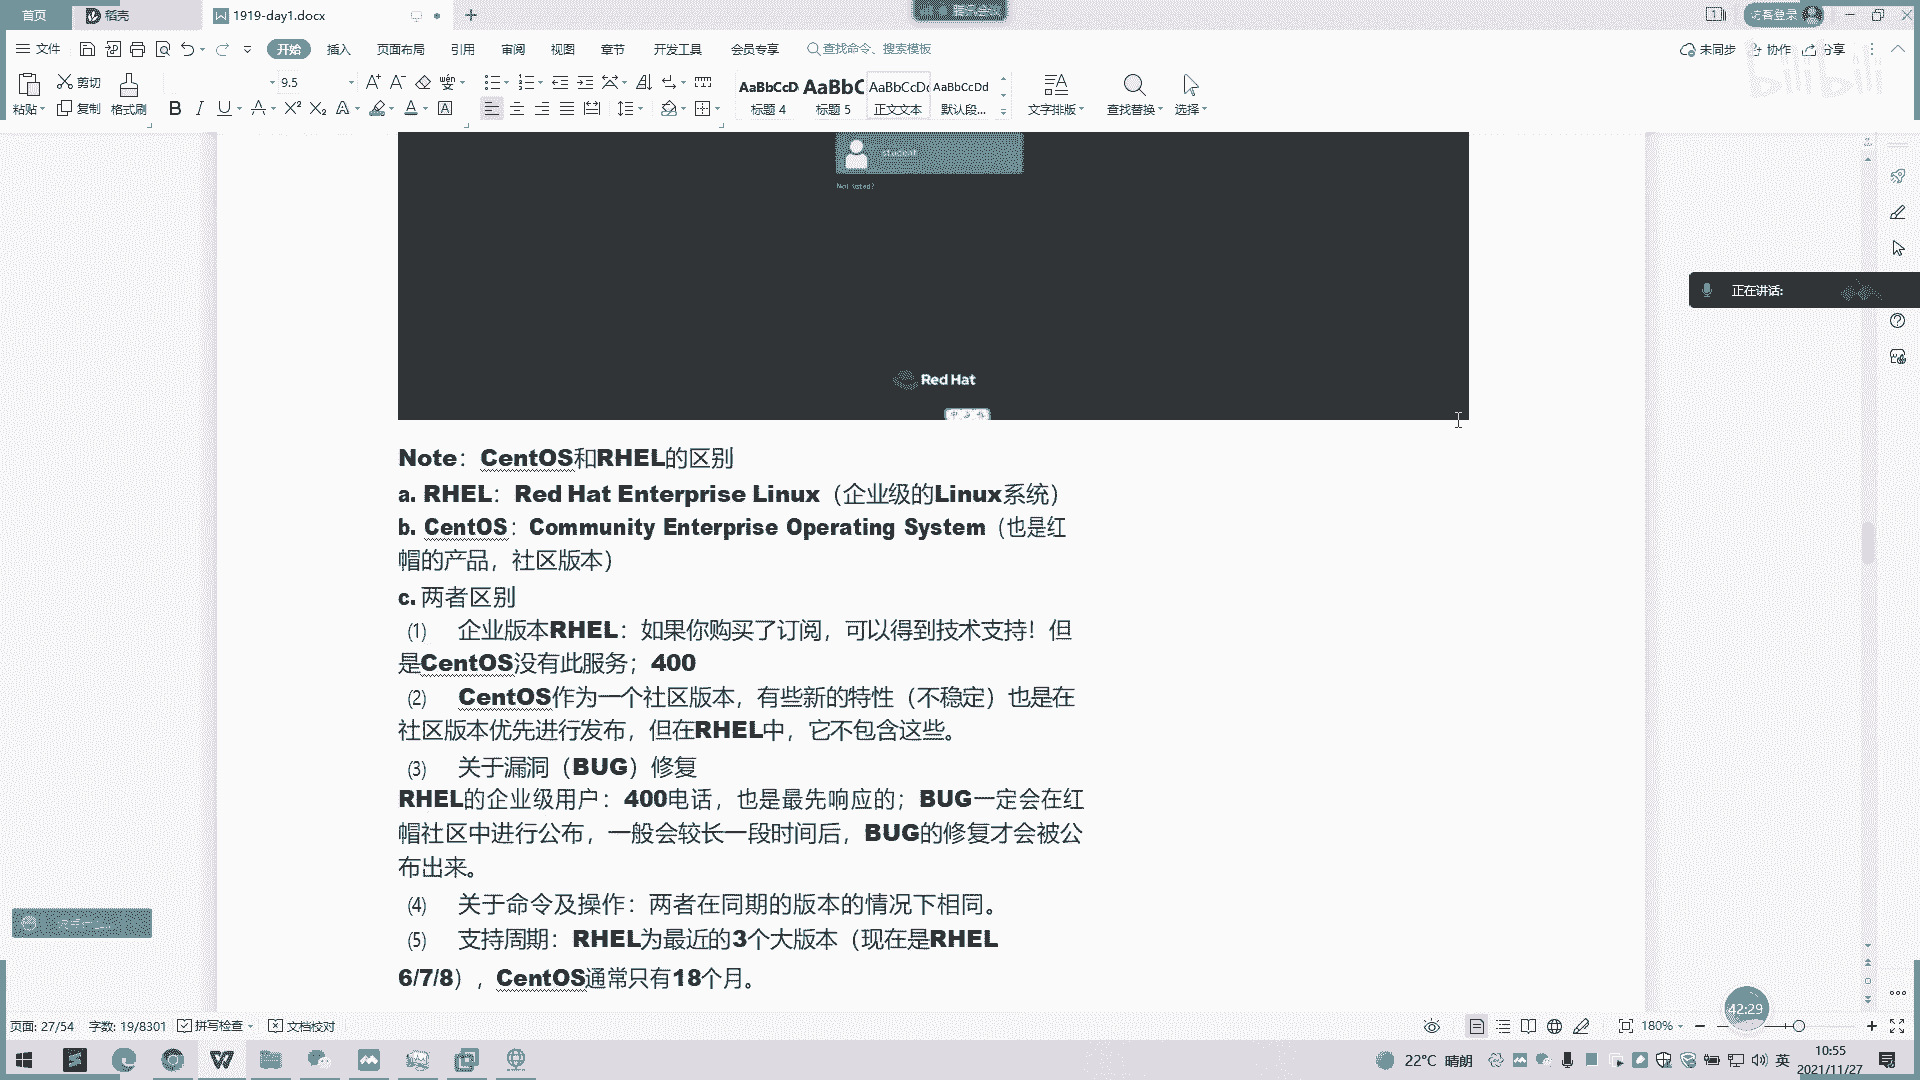 首页
稻壳
1919-day1.docx
访客登录
文件
开始
插入
页面布局
引用
审阅
视图
章节
开发工具
会员专享
查找命令、搜索模板
未同步
协作
分享
bilibili
粘贴
剪切
复制
格式刷
9.5
AaBbCcD
AaBbC
AaBbCcDd
AaBbCcDd
标题 4
标题 5
正文文本
默认段...
文字排版
查找替换
选择
student
Not listed?
Red Hat
正在讲话:
Note：CentOS和RHEL的区别
a. RHEL：Red Hat Enterprise Linux（企业级的Linux系统）
b. CentOS：Community Enterprise Operating System（也是红
帽的产品，社区版本）
c. 两者区别
⑴ 企业版本RHEL：如果你购买了订阅，可以得到技术支持！但
是CentOS没有此服务；400
⑵ CentOS作为一个社区版本，有些新的特性（不稳定）也是在
社区版本优先进行发布，但在RHEL中，它不包含这些。
⑶ 关于漏洞（BUG）修复
RHEL的企业级用户：400电话，也是最先响应的；BUG一定会在红
帽社区中进行公布，一般会较长一段时间后，BUG的修复才会被公
布出来。
⑷ 关于命令及操作：两者在同期的版本的情况下相同。
⑸ 支持周期：RHEL为最近的3个大版本（现在是RHEL
6/7/8），CentOS通常只有18个月。
42:29
页面: 27/54
字数: 19/8301
拼写检查
文档校对
180%
22°C 晴朗
英
10:55
2021/11/27